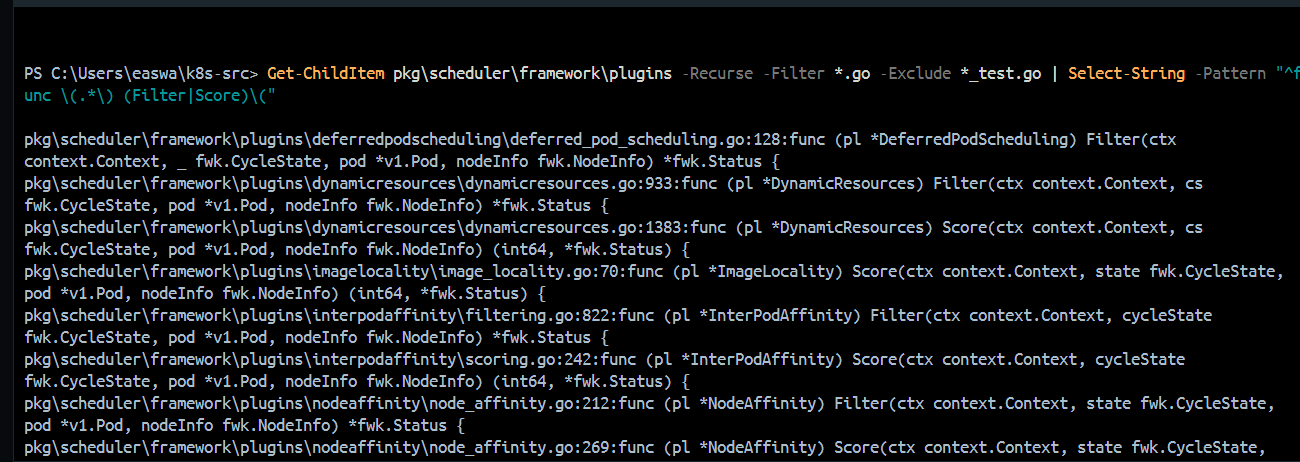 PS C:\Users\easwa\k8s-src> Get-ChildItem pkg\scheduler\framework\plugins -Recurse -Filter *.go -Exclude *_test.go | Select-String -Pattern "^f
unc \(.*\) (Filter|Score)\("
pkg\scheduler\framework\plugins\deferredpodscheduling\deferred_pod_scheduling.go:128:func (pl *DeferredPodScheduling) Filter(ctx
context.Context, _ fwk.CycleState, pod *v1.Pod, nodeInfo fwk.NodeInfo) *fwk.Status {
pkg\scheduler\framework\plugins\dynamicresources\dynamicresources.go:933:func (pl *DynamicResources) Filter(ctx context.Context, cs
fwk.CycleState, pod *v1.Pod, nodeInfo fwk.NodeInfo) *fwk.Status {
pkg\scheduler\framework\plugins\dynamicresources\dynamicresources.go:1383:func (pl *DynamicResources) Score(ctx context.Context, cs
fwk.CycleState, pod *v1.Pod, nodeInfo fwk.NodeInfo) (int64, *fwk.Status) {
pkg\scheduler\framework\plugins\imagelocality\image_locality.go:70:func (pl *ImageLocality) Score(ctx context.Context, state fwk.CycleState,
pod *v1.Pod, nodeInfo fwk.NodeInfo) (int64, *fwk.Status) {
pkg\scheduler\framework\plugins\interpodaffinity\filtering.go:822:func (pl *InterPodAffinity) Filter(ctx context.Context, cycleState
fwk.CycleState, pod *v1.Pod, nodeInfo fwk.NodeInfo) *fwk.Status {
pkg\scheduler\framework\plugins\interpodaffinity\scoring.go:242:func (pl *InterPodAffinity) Score(ctx context.Context, cycleState
fwk.CycleState, pod *v1.Pod, nodeInfo fwk.NodeInfo) (int64, *fwk.Status) {
pkg\scheduler\framework\plugins\nodeaffinity\node_affinity.go:212:func (pl *NodeAffinity) Filter(ctx context.Context, state fwk.CycleState,
pod *v1.Pod, nodeInfo fwk.NodeInfo) *fwk.Status {
pkg\scheduler\framework\plugins\nodeaffinity\node_affinity.go:269:func (pl *NodeAffinity) Score(ctx context.Context, state fwk.CycleState,